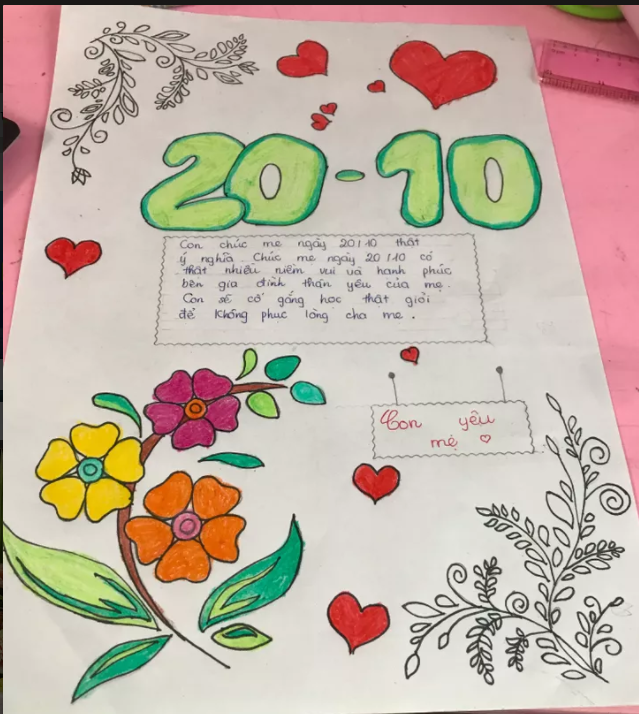 20-10
Con chúc mẹ ngày 20/10 thật
ý nghĩa Chúc mẹ ngày 20/10 có
thật nhiều niềm vui và hạnh phúc
bên gia đình thân yêu của mẹ.
Con sẽ cố gắng học thật giỏi
để không phục lòng cha mẹ.
Con yêu
mẹ